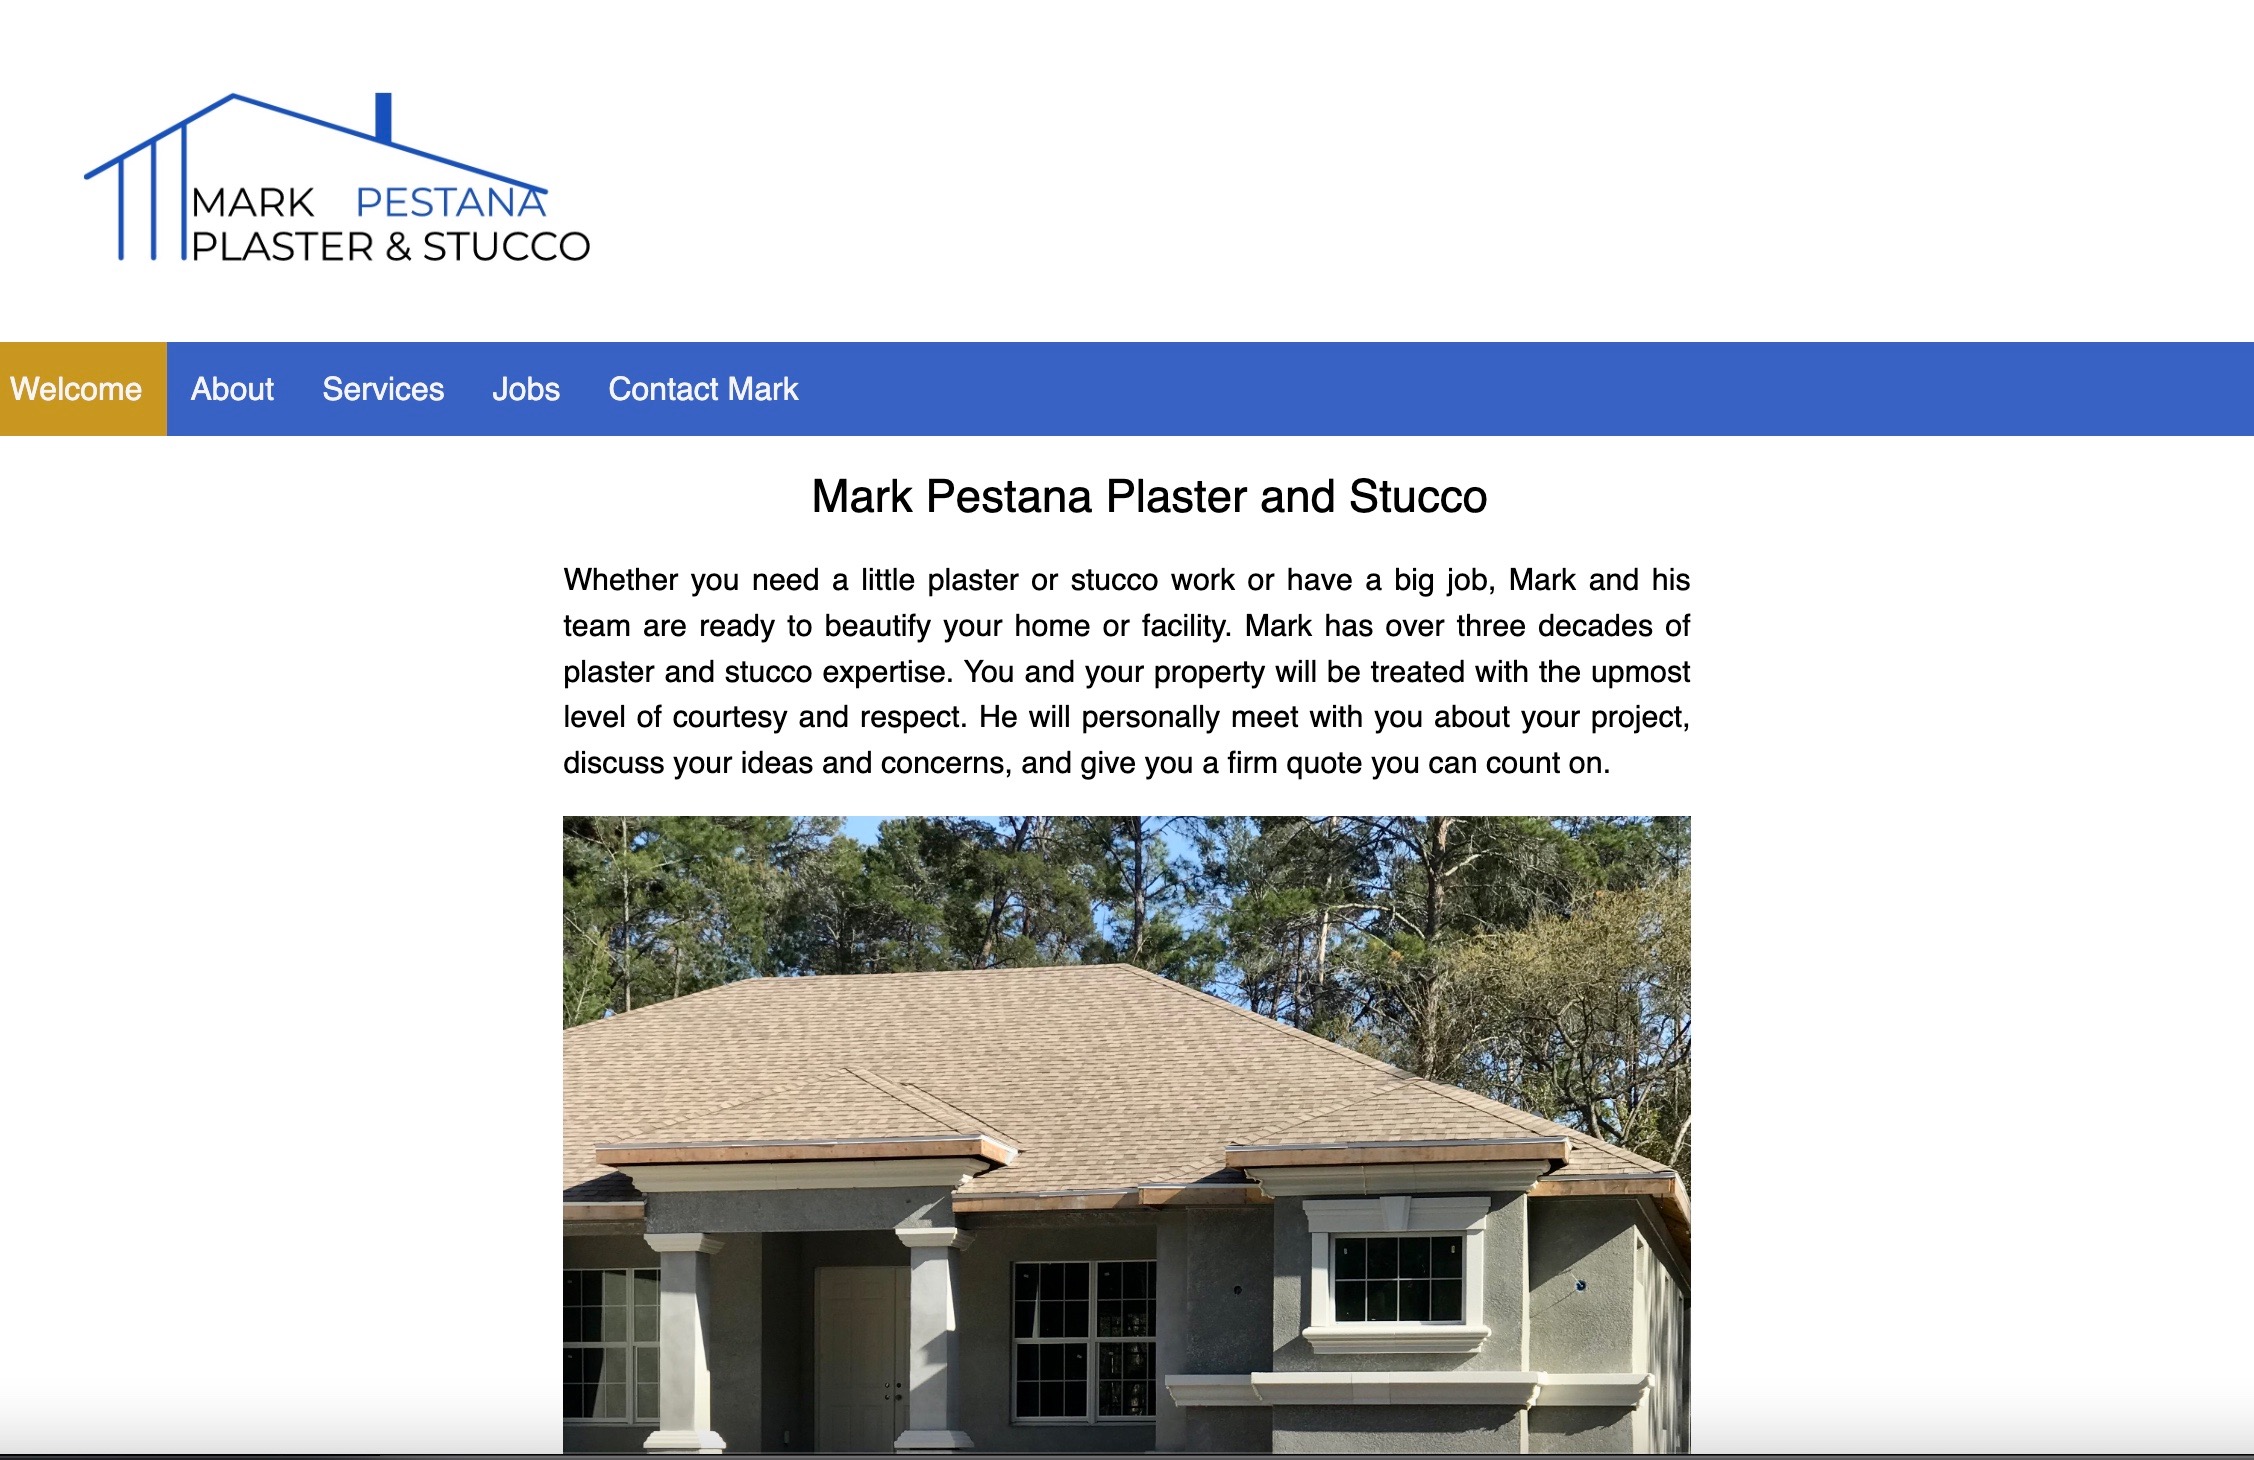 MARK PESTANA
PLASTER & STUCCO
Welcome About Services Jobs Contact Mark
Mark Pestana Plaster and Stucco
Whether you need a little plaster or stucco work or have a big job, Mark and his
team are ready to beautify your home or facility. Mark has over three decades of
plaster and stucco expertise. You and your property will be treated with the upmost
level of courtesy and respect. He will personally meet with you about your project,
discuss your ideas and concerns, and give you a firm quote you can count on.